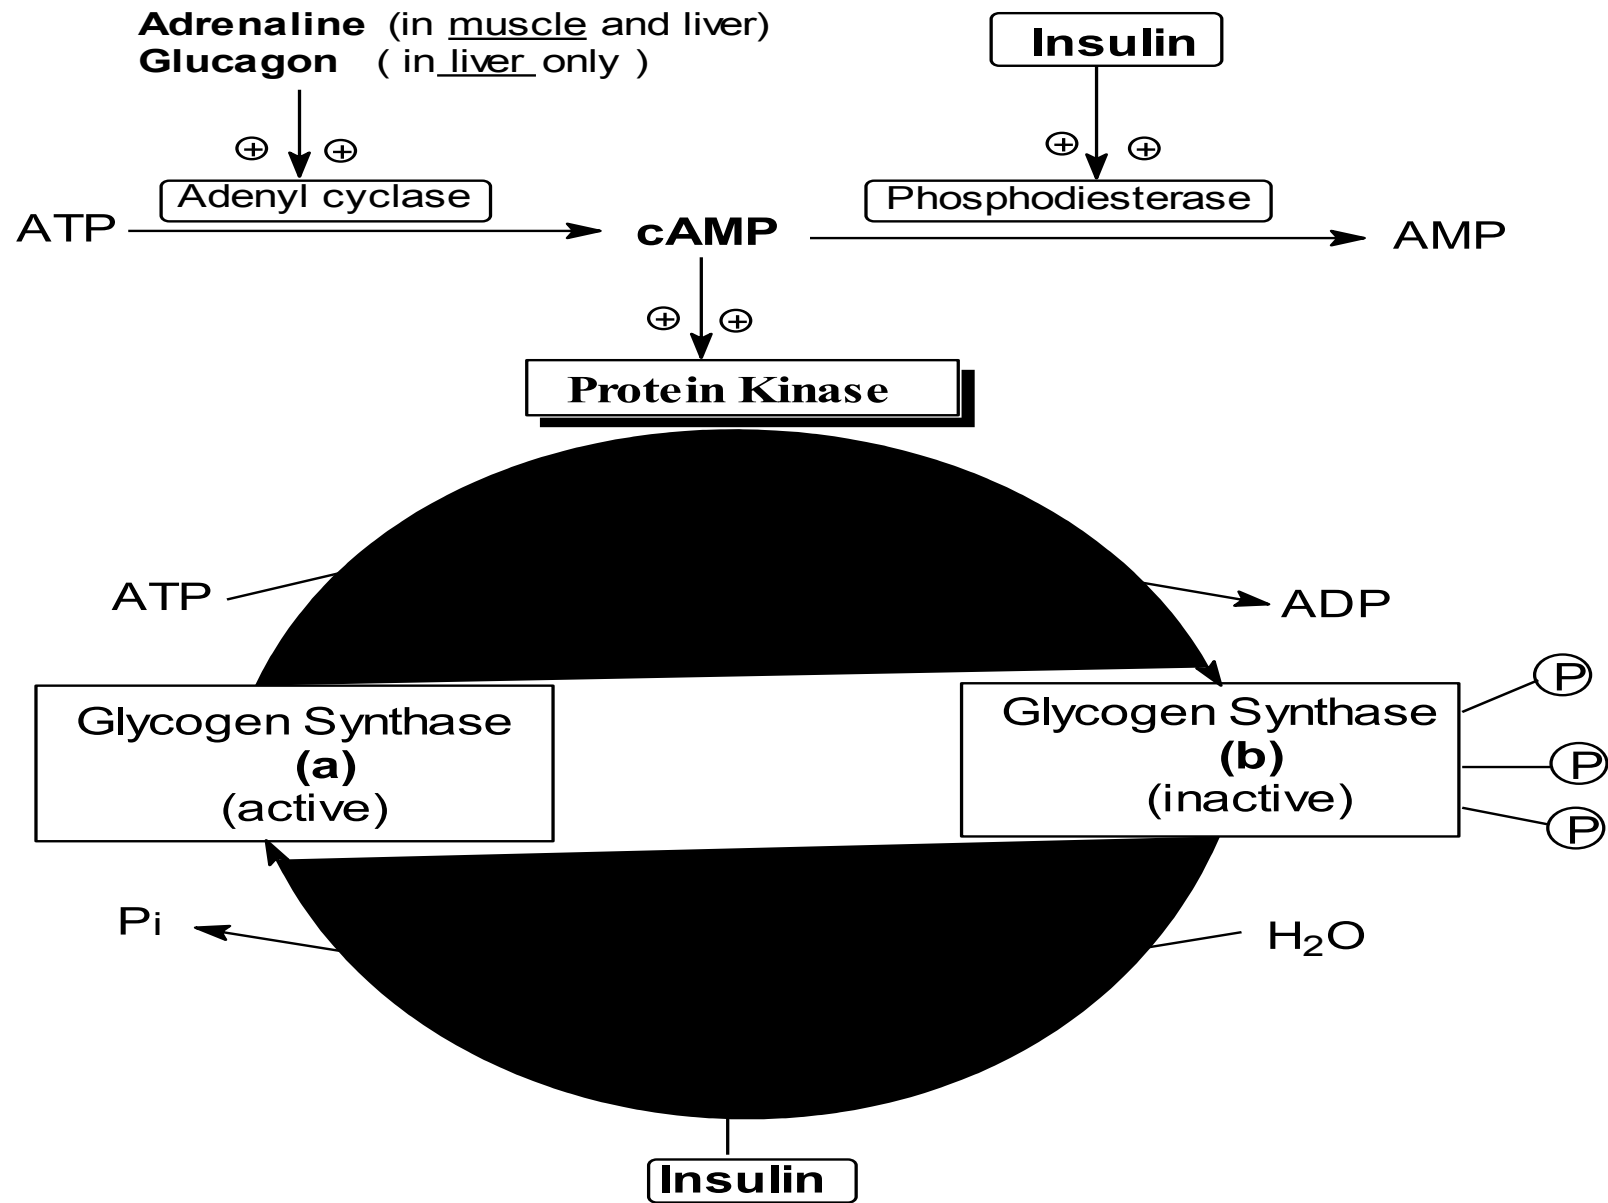 Adrenaline (in muscle and liver)
Glucagon ( in liver only )
Insulin
+ +
+ +
Adenyl cyclase
Phosphodiesterase
ATP
cAMP
AMP
+ +
Protein Kinase
ATP
ADP
Glycogen Synthase
(a)
(active)
Glycogen Synthase
(b)
(inactive)
P
P
P
Pi
H₂O
Insulin